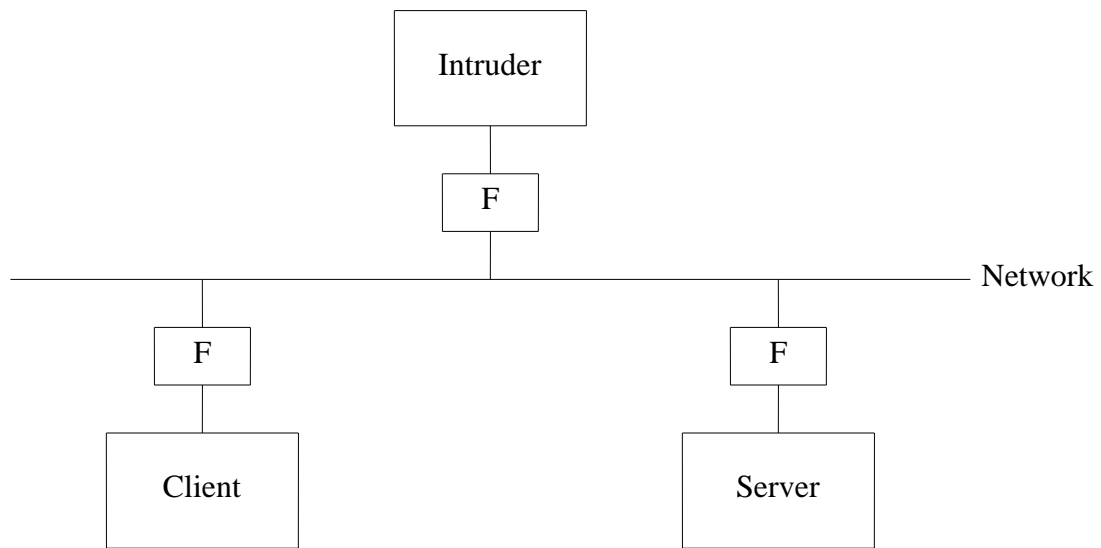 Intruder
F
Network
F
F
Client
Server